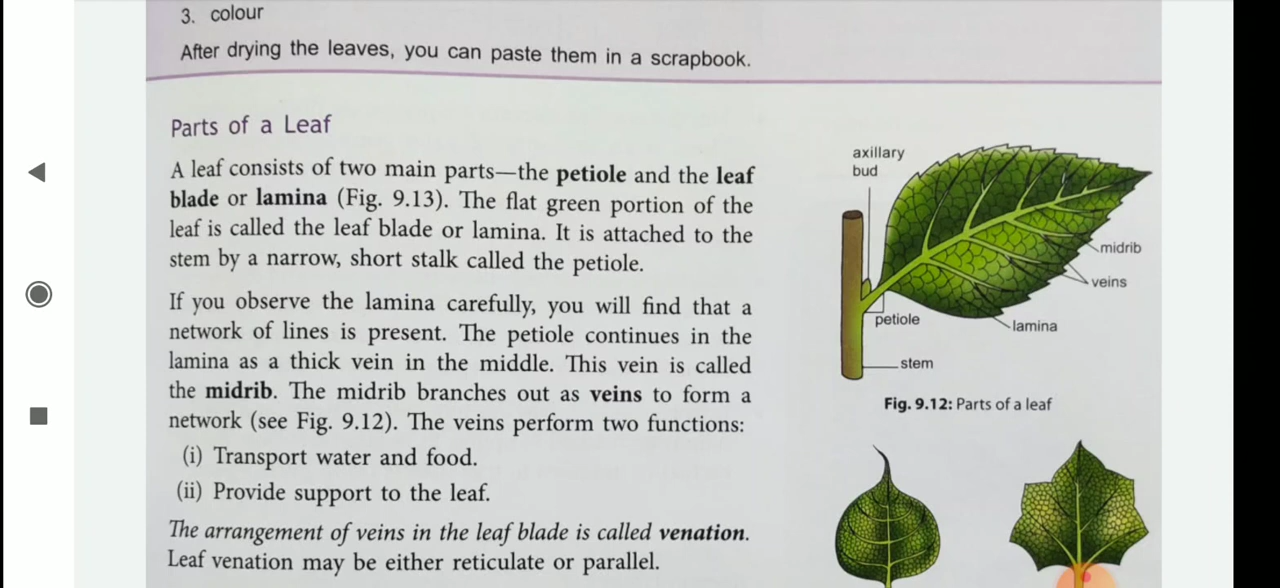 3. colour
After drying the leaves, you can paste them in a scrapbook.
Parts of a Leaf
A leaf consists of two main parts—the petiole and the leaf
blade or lamina (Fig. 9.13). The flat green portion of the
leaf is called the leaf blade or lamina. It is attached to the
stem by a narrow, short stalk called the petiole.
If you observe the lamina carefully, you will find that a
network of lines is present. The petiole continues in the
lamina as a thick vein in the middle. This vein is called
the midrib. The midrib branches out as veins to form a
network (see Fig. 9.12). The veins perform two functions:
(i) Transport water and food.
(ii) Provide support to the leaf.
The arrangement of veins in the leaf blade is called venation.
Leaf venation may be either reticulate or parallel.
axillary
bud
midrib
veins
petiole
lamina
stem
Fig. 9.12: Parts of a leaf